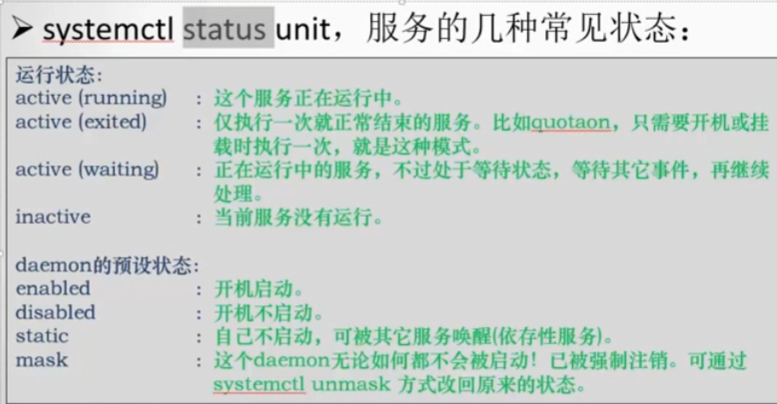 ➢ systemctl status unit，服务的几种常见状态：
运行状态：
active (running) ：这个服务正在运行中。
active (exited) ：仅执行一次就正常结束的服务。比如quotaon，只需要开机或挂
载时执行一次，就是这种模式。
active (waiting) ：正在运行中的服务，不过处于等待状态，等待其它事件，再继续
处理。
inactive ：当前服务没有运行。
daemon的预设状态：
enabled ：开机启动。
disabled ：开机不启动。
static ：自己不启动，可被其它服务唤醒(依存性服务)。
mask ：这个daemon无论如何都不会被启动！已被强制注销。可通过
systemctl unmask 方式改回原来的状态。